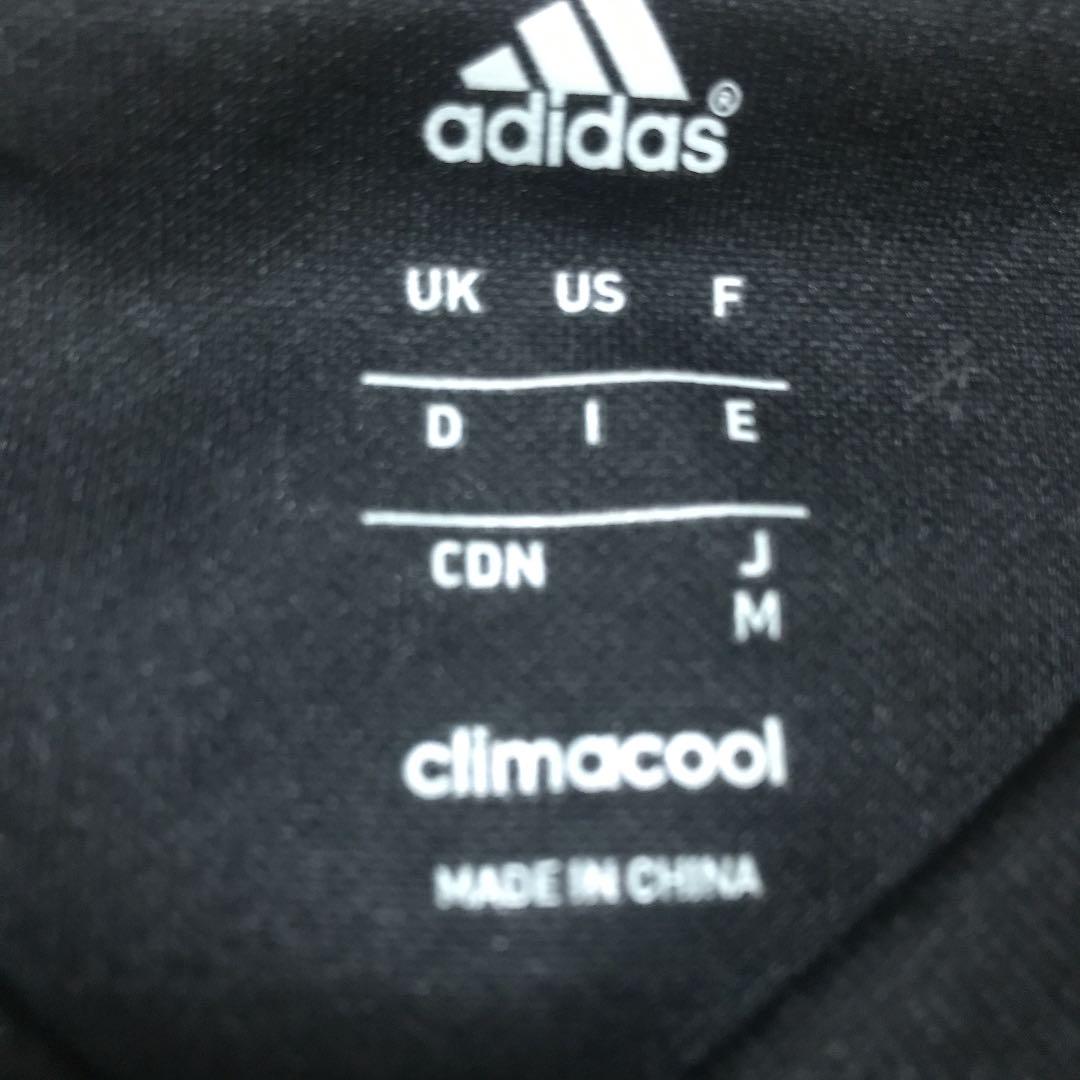 adidas®
UK US F
D I E
CDN J
M
climacool
MADE IN CHINA